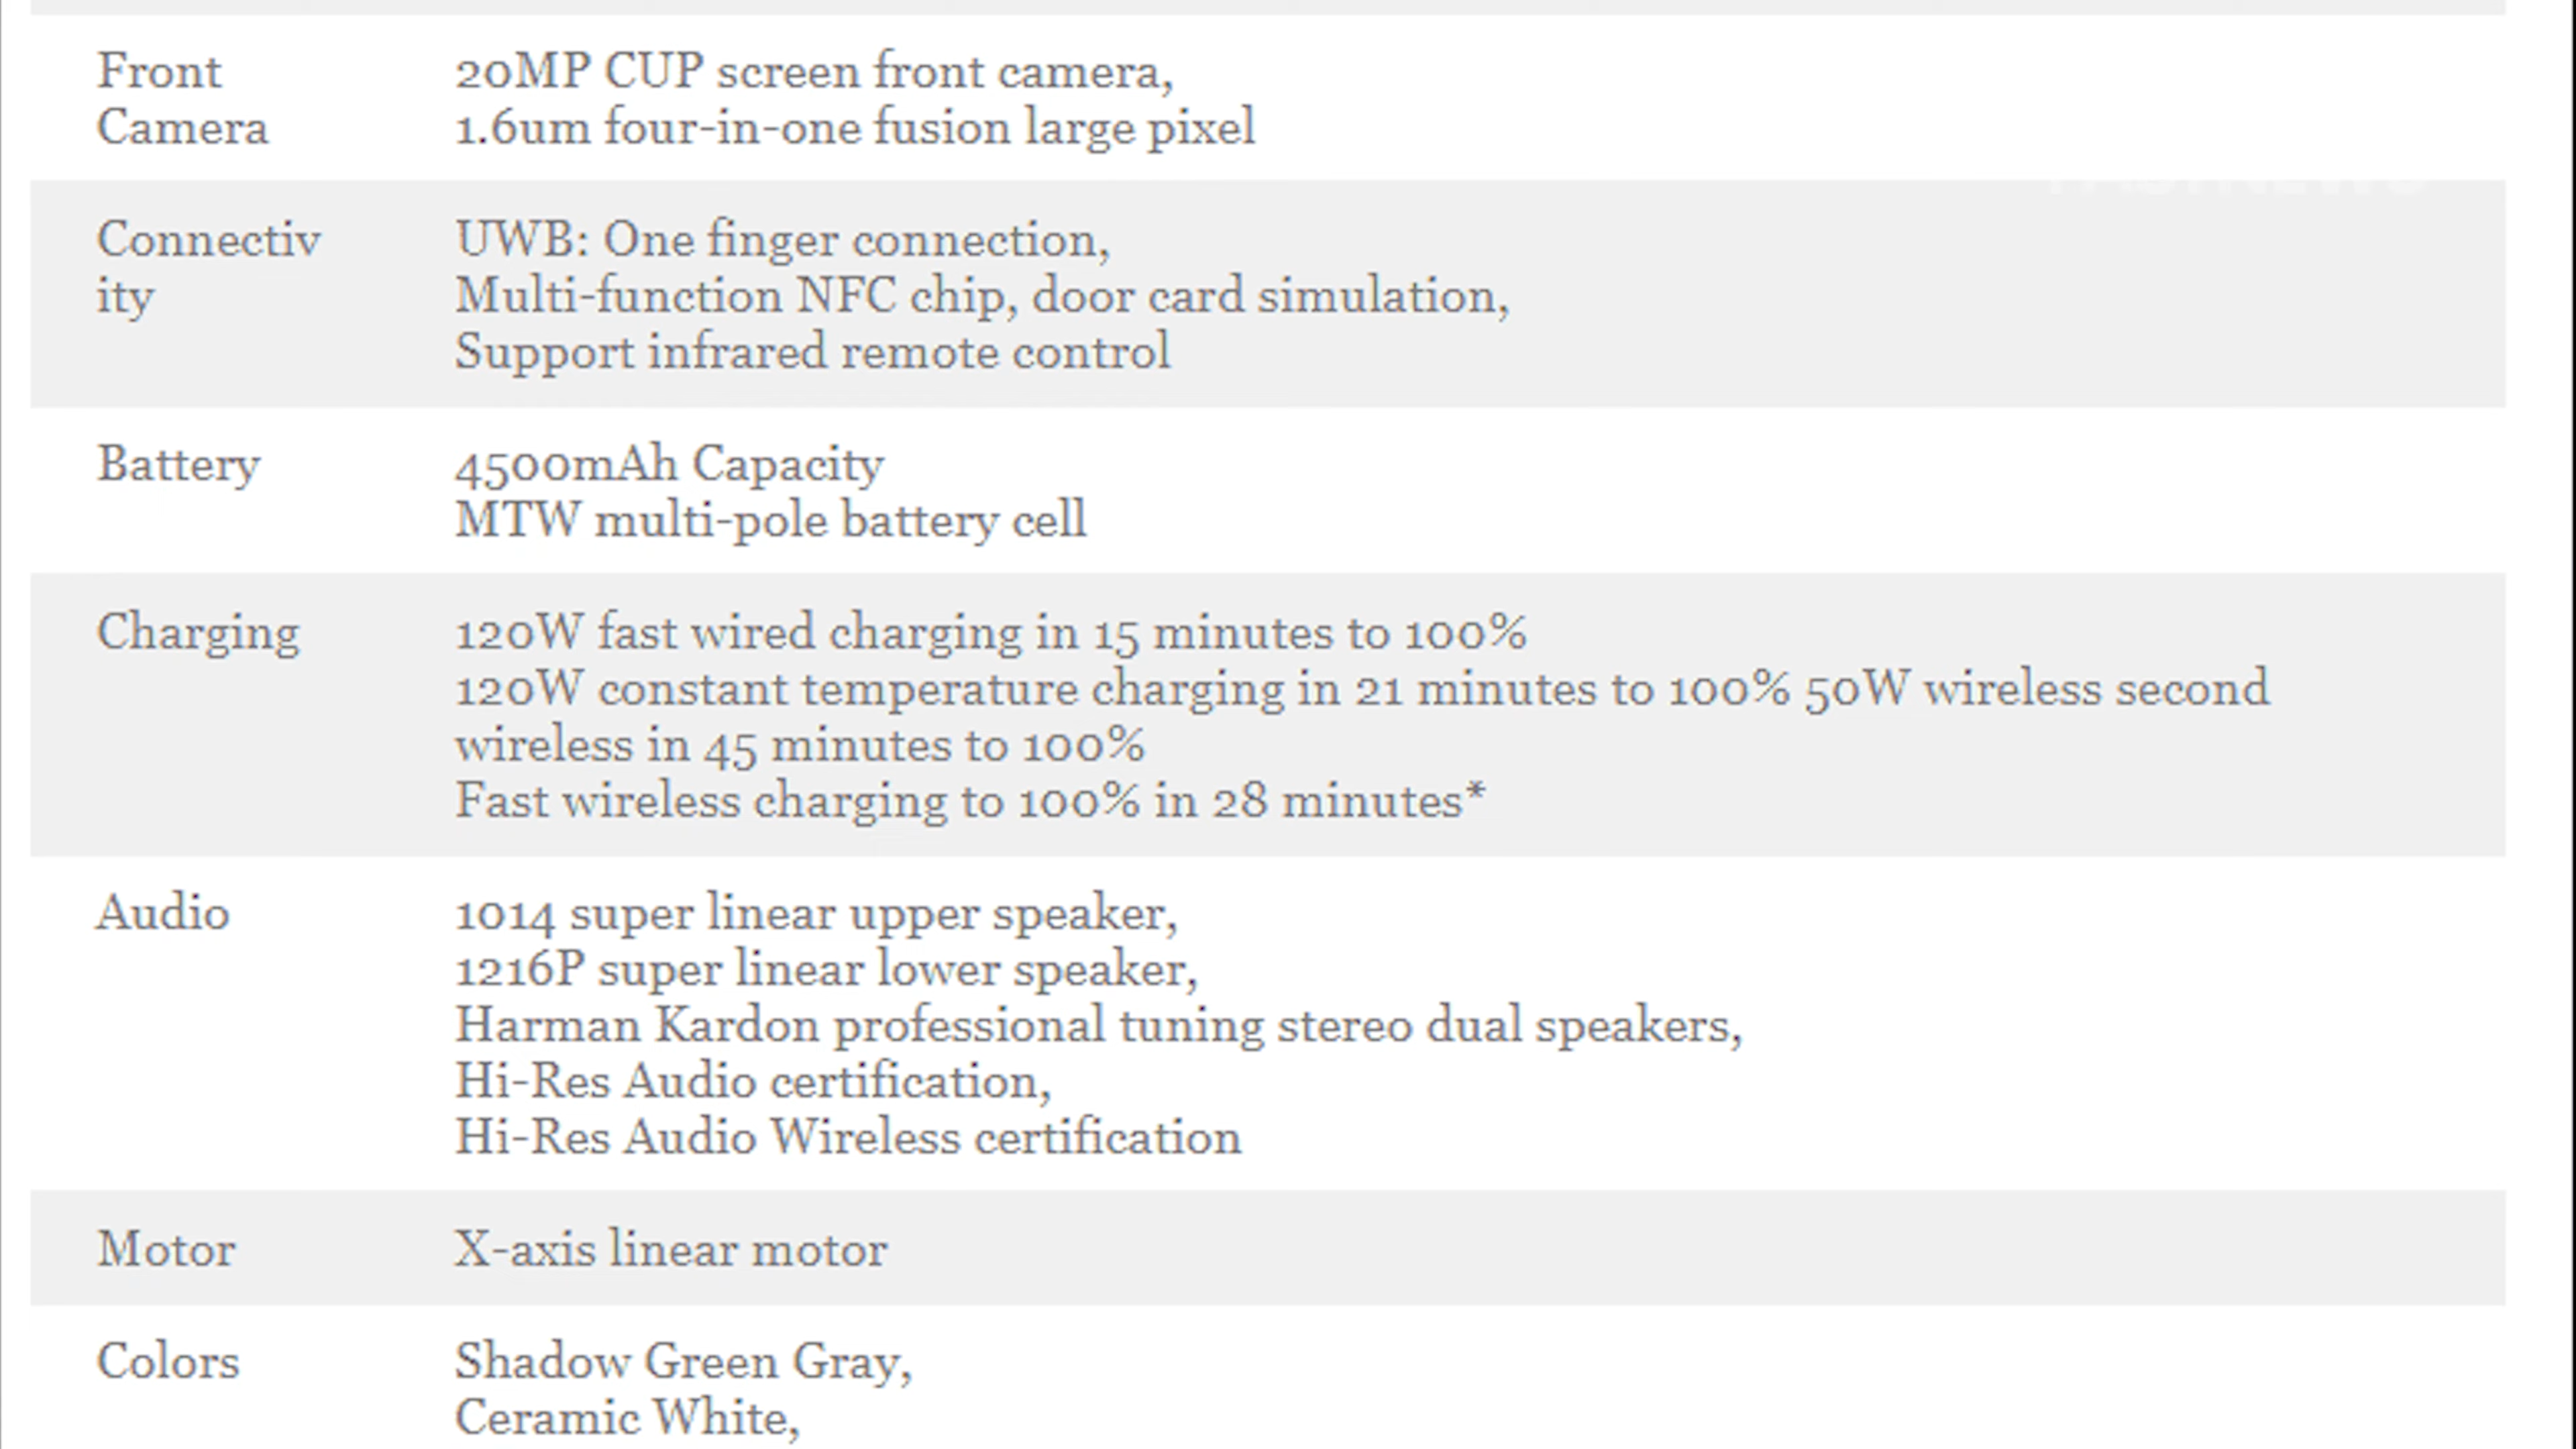 Front
Camera
20MP CUP screen front camera,
1.6um four-in-one fusion large pixel
Connectiv
ity
UWB: One finger connection,
Multi-function NFC chip, door card simulation,
Support infrared remote control
Battery
4500mAh Capacity
MTW multi-pole battery cell
Charging
120W fast wired charging in 15 minutes to 100%
120W constant temperature charging in 21 minutes to 100% 50W wireless second
wireless in 45 minutes to 100%
Fast wireless charging to 100% in 28 minutes*
Audio
1014 super linear upper speaker,
1216P super linear lower speaker,
Harman Kardon professional tuning stereo dual speakers,
Hi-Res Audio certification,
Hi-Res Audio Wireless certification
Motor
X-axis linear motor
Colors
Shadow Green Gray,
Ceramic White,